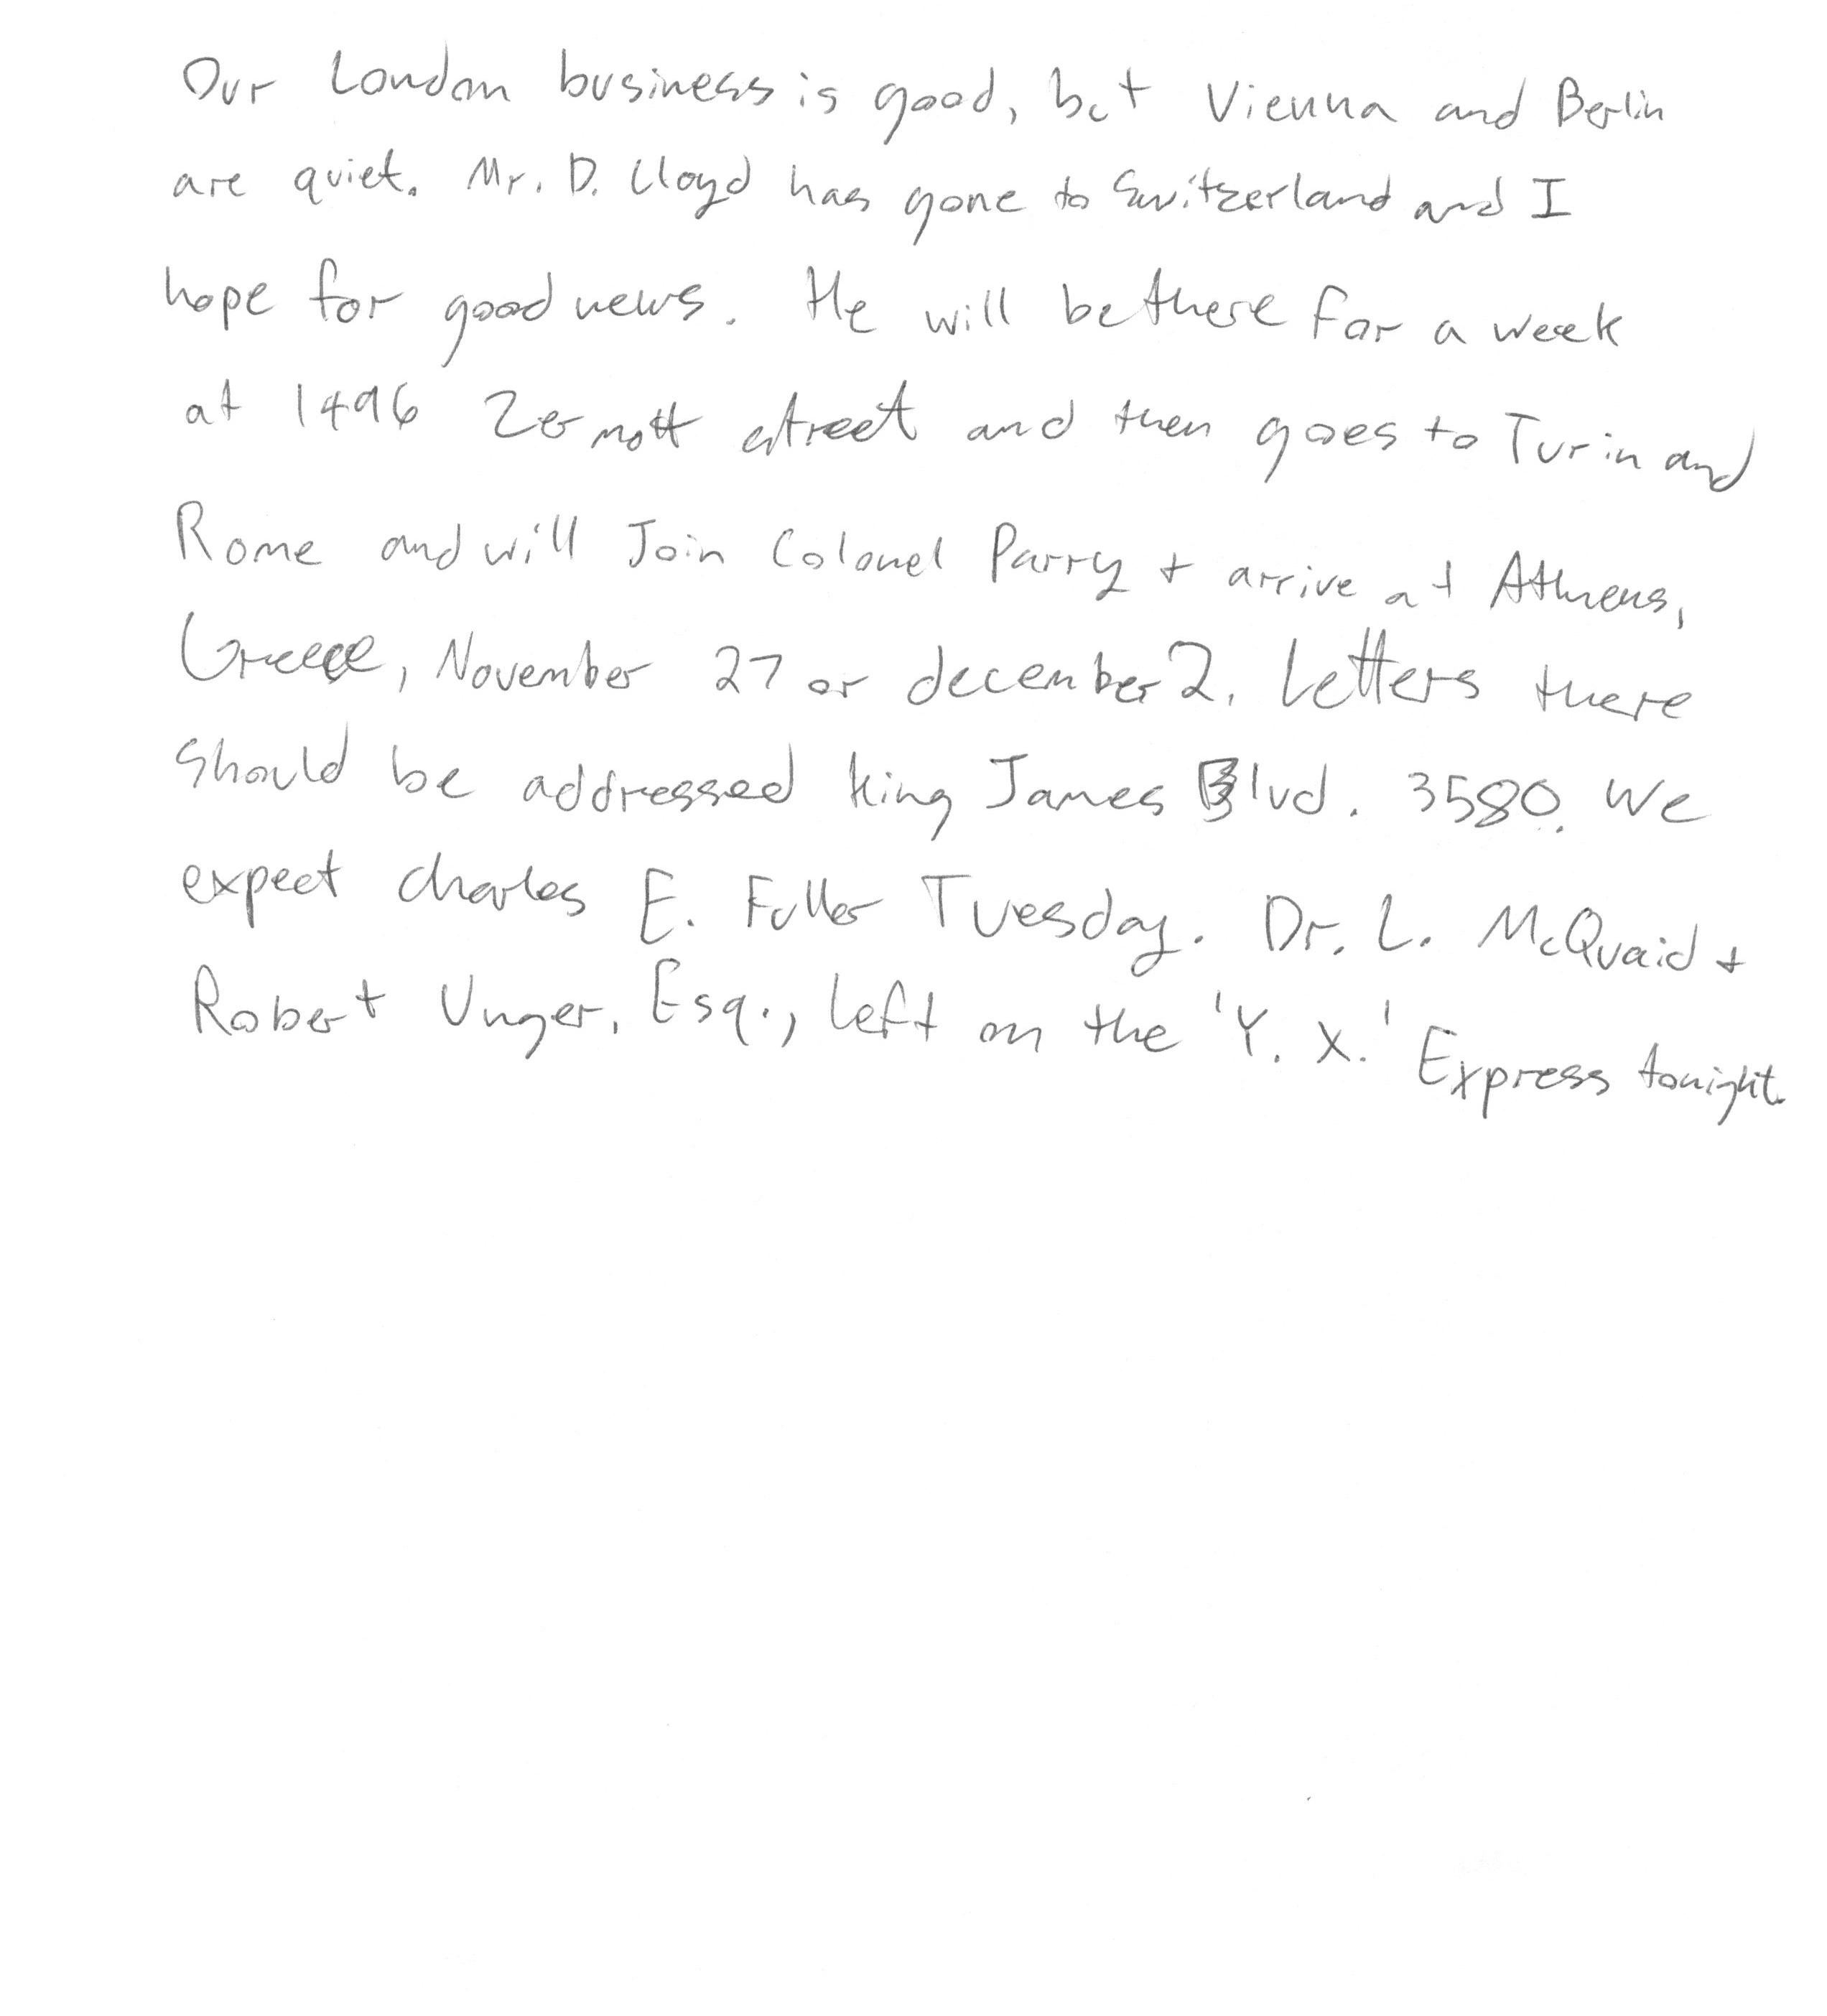 Our London business is good, but Vienna and Berlin
are quiet. Mr. D. Lloyd has gone to Switzerland and I
hope for good news. He will be there for a week
at 1496 Zermott street and then goes to Turin and
Rome and will Join Colonel Parry + arrive at Athens,
Greece, November 27 or december 2. Letters there
should be addressed King James Blvd. 3580. We
expect Charles E. Fuller Tuesday. Dr. L. McQuaid +
Robert Unger, Esq., left on the 'Y. X.' Express tonight.